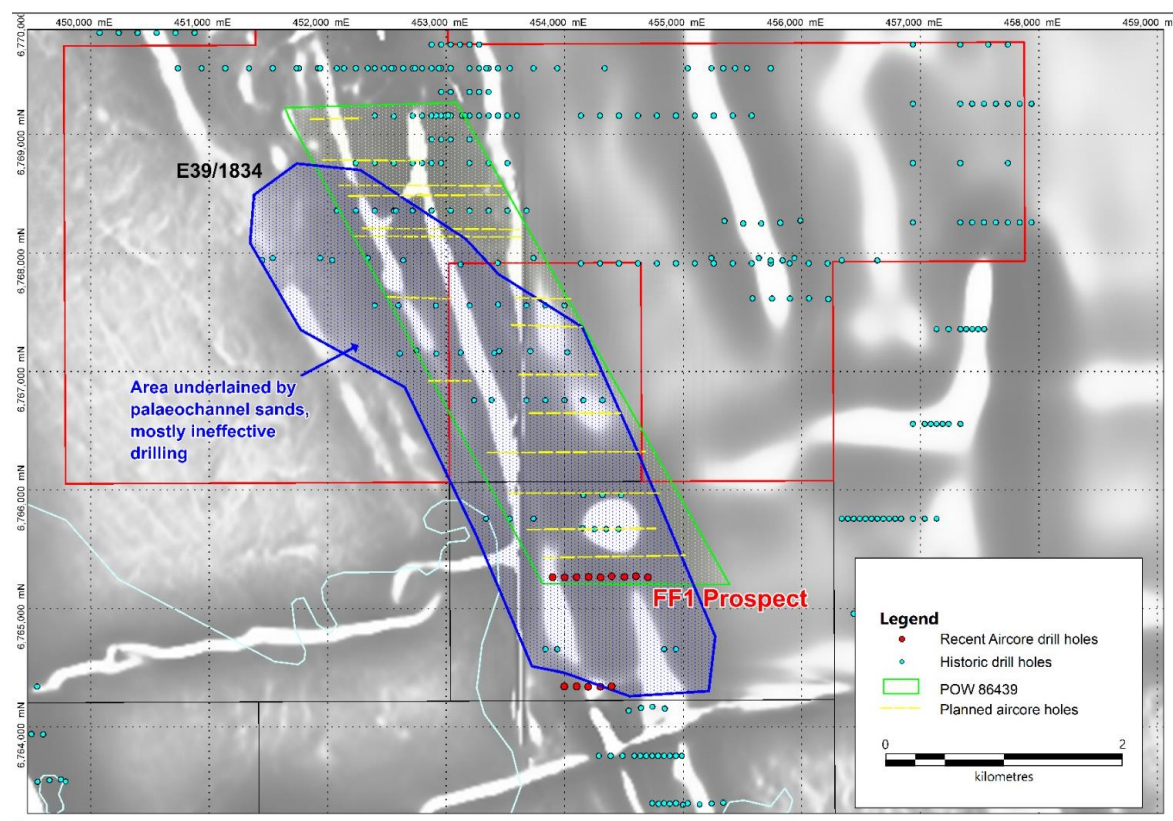 450,000 mE
451,000 mE
452,000 mE
453,000 mE
454,000 mE
455,000 mE
456,000 mE
457,000 mE
458,000 mE
459,000 m
6,770,000
6,769,000 mN
6,768,000 mN
6,767,000 mN
6,766,000 mN
6,765,000 mN
6,764,000 mN
E39/1834
Area underlained by
palaeochannel sands,
mostly ineffective
drilling
FF1 Prospect
Legend
Recent Aircore drill holes
Historic drill holes
POW 86439
Planned aircore holes
0
2
kilometres